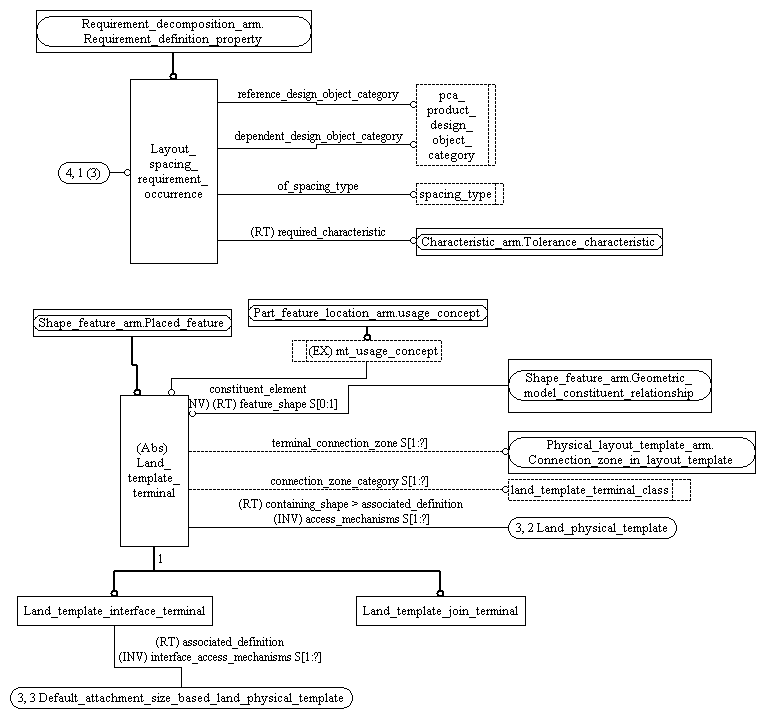 Requirement_decomposition_arm.
Requirement_definition_property
reference_design_object_category
pca_
product_
design_
object_
category
dependent_design_object_category
Layout_
spacing_
requirement_
occurrence
4, 1 (3)
of_spacing_type
spacing_type
(RT) required_characteristic
Characteristic_arm.Tolerance_characteristic
Part_feature_location_arm.usage_concept
Shape_feature_arm.Placed_feature
(EX) mt_usage_concept
constituent_element
NV) (RT) feature_shape S[0:1]
Shape_feature_arm.Geometric_
model_constituent_relationship
(Abs)
Land_
template_
terminal
terminal_connection_zone S[1:?]
Physical_layout_template_arm.
Connection_zone_in_layout_template
connection_zone_category S[1:?]
land_template_terminal_class
(RT) containing_shape > associated_definition
(INV) access_mechanisms S[1:?]
3, 2 Land_physical_template
1
Land_template_interface_terminal
Land_template_join_terminal
(RT) associated_definition
(INV) interface_access_mechanisms S[1:?]
3, 3 Default_attachment_size_based_land_physical_template